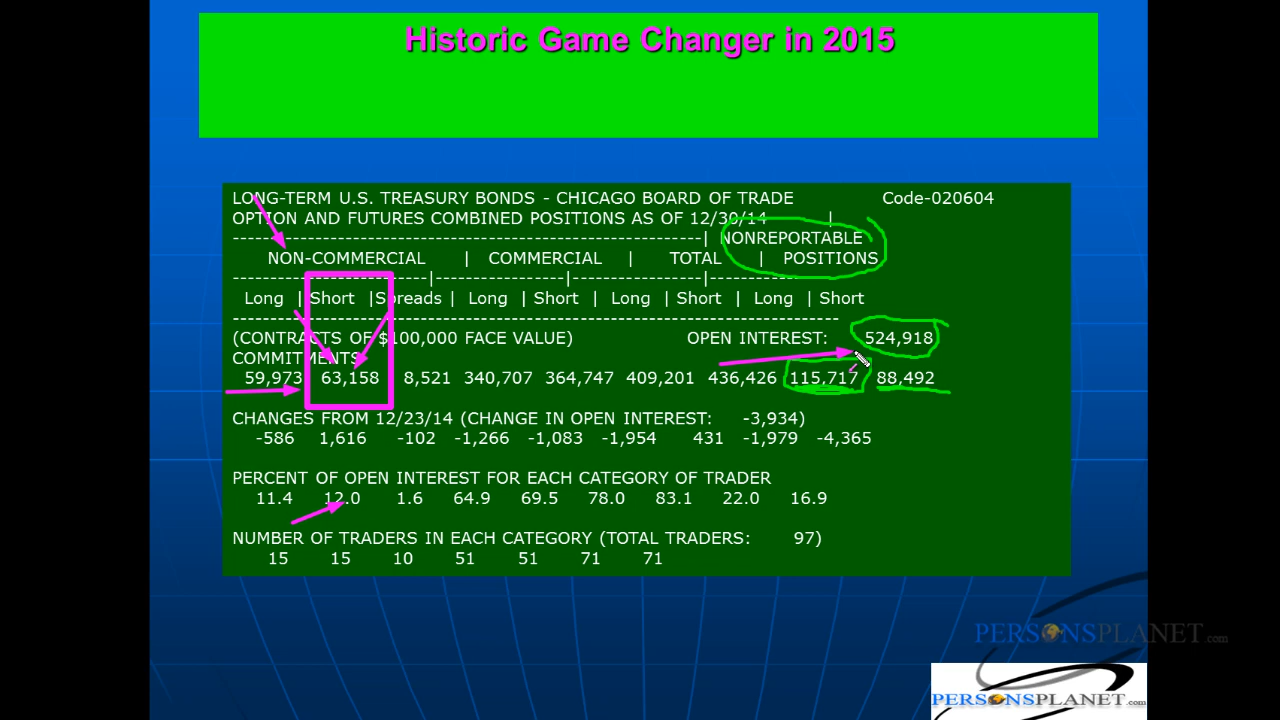 Historic Game Changer in 2015
LONG-TERM U.S. TREASURY BONDS - CHICAGO BOARD OF TRADE Code-020604
OPTION AND FUTURES COMBINED POSITIONS AS OF 12/30/14 |
--------------------------------------------------------------| NONREPORTABLE
NON-COMMERCIAL | COMMERCIAL | TOTAL | POSITIONS
--------------------------|------------------|------------------|------------
Long | Short |Spreads | Long | Short | Long | Short | Long | Short
--------------------------------------------------------------------------------
(CONTRACTS OF $100,000 FACE VALUE) OPEN INTEREST: 524,918
COMMITMENTS
59,973 63,158 8,521 340,707 364,747 409,201 436,426 115,717 88,492
CHANGES FROM 12/23/14 (CHANGE IN OPEN INTEREST: -3,934)
-586 1,616 -102 -1,266 -1,083 -1,954 431 -1,979 -4,365
PERCENT OF OPEN INTEREST FOR EACH CATEGORY OF TRADER
11.4 12.0 1.6 64.9 69.5 78.0 83.1 22.0 16.9
NUMBER OF TRADERS IN EACH CATEGORY (TOTAL TRADERS: 97)
15 15 10 51 51 71 71
PERSONSPLANET.com
PERSONSPLANET.com